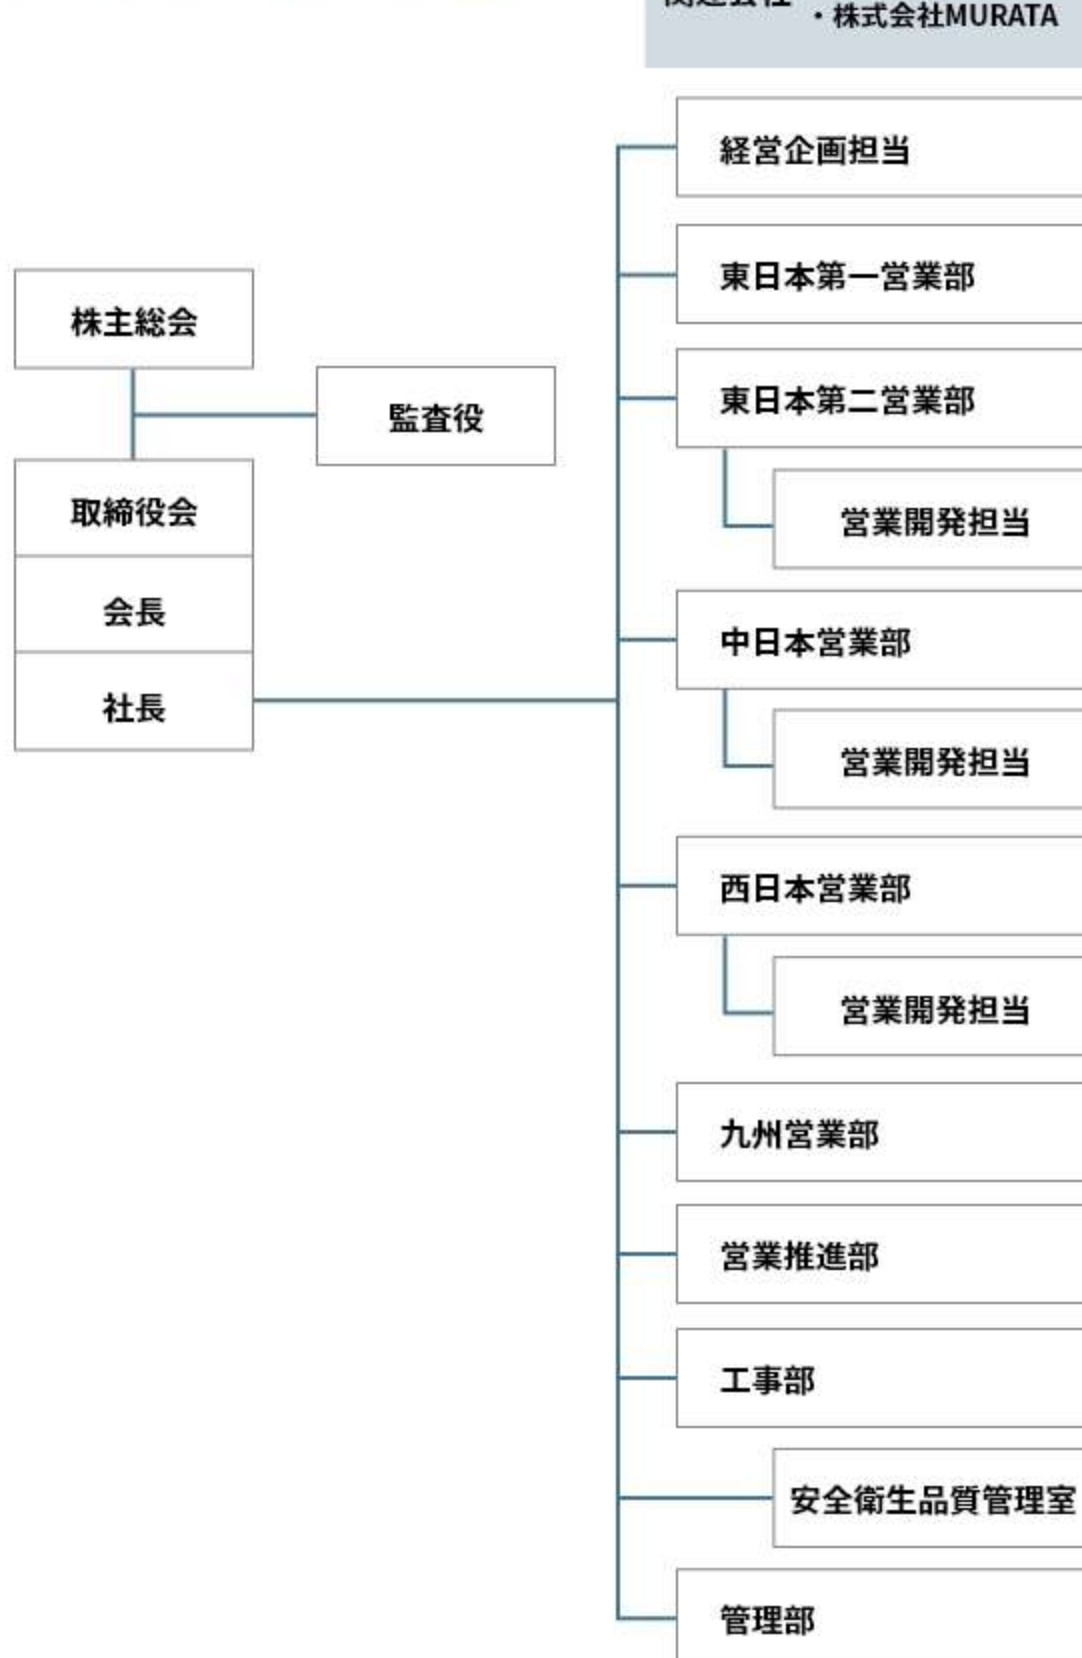 ・株式会社MURATA
経営企画担当
東日本第一営業部
株主総会
監査役
東日本第二営業部
取締役会
営業開発担当
会長
中日本営業部
社長
営業開発担当
西日本営業部
営業開発担当
九州営業部
営業推進部
工事部
安全衛生品質管理室
管理部